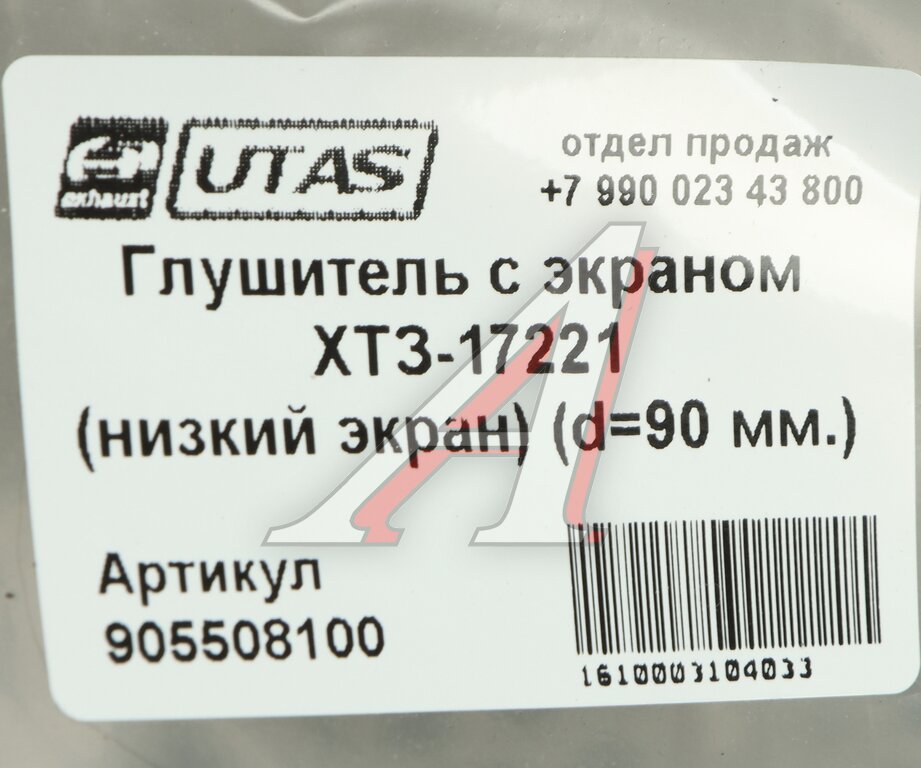 exhaust
UTAS
отдел продаж
+7 990 023 43 800
Глушитель с экраном
ХТЗ-17221
(низкий экран) (d=90 мм.)
Артикул
905508100
1610003104033